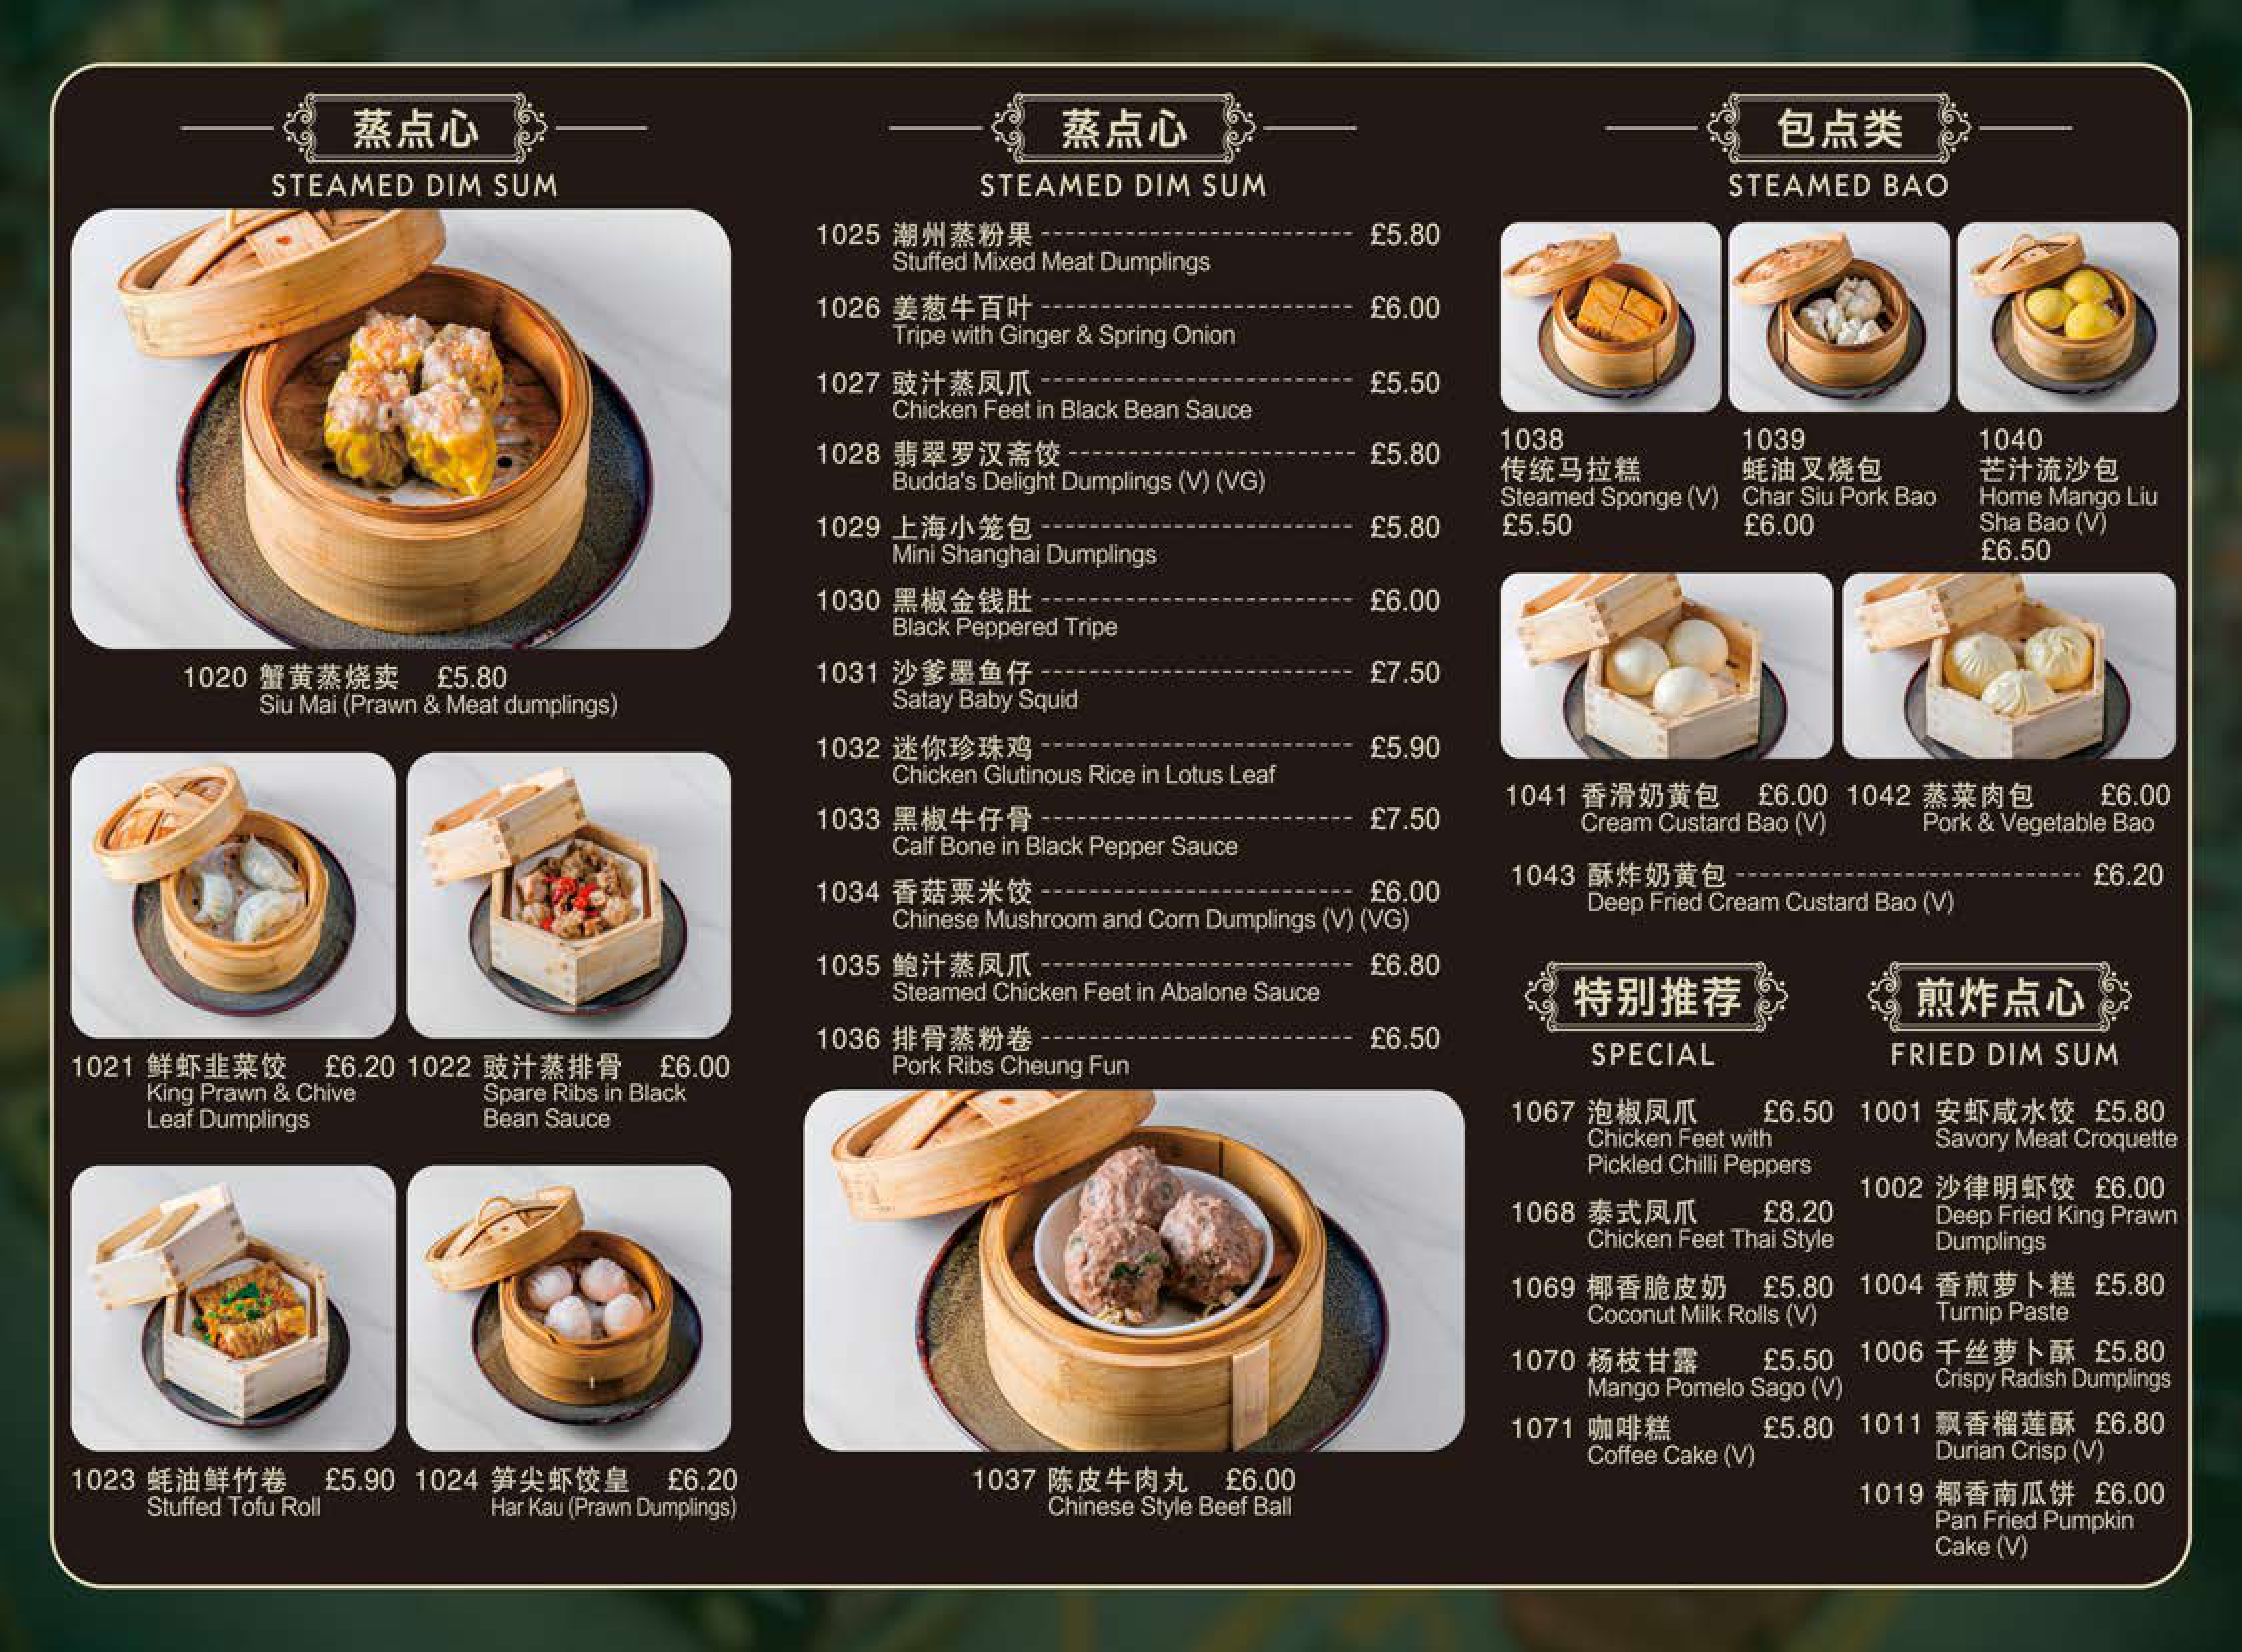 蒸点心
STEAMED DIM SUM
1020 蟹黄蒸烧卖 £5.80
Siu Mai (Prawn & Meat dumplings)
1021 鲜虾韭菜饺 £6.20
King Prawn & Chive
Leaf Dumplings
1022 豉汁蒸排骨 £6.00
Spare Ribs in Black
Bean Sauce
1023 蚝油鲜竹卷 £5.90
Stuffed Tofu Roll
1024 笋尖虾饺皇 £6.20
Har Kau (Prawn Dumplings)
蒸点心
STEAMED DIM SUM
1025 潮州蒸粉果 £5.80
Stuffed Mixed Meat Dumplings
1026 姜葱牛百叶 £6.00
Tripe with Ginger & Spring Onion
1027 豉汁蒸凤爪 £5.50
Chicken Feet in Black Bean Sauce
1028 翡翠罗汉斋饺 £5.80
Budda's Delight Dumplings (V) (VG)
1029 上海小笼包 £5.80
Mini Shanghai Dumplings
1030 黑椒金钱肚 £6.00
Black Peppered Tripe
1031 沙爹墨鱼仔 £7.50
Satay Baby Squid
1032 迷你珍珠鸡 £5.90
Chicken Glutinous Rice in Lotus Leaf
1033 黑椒牛仔骨 £7.50
Calf Bone in Black Pepper Sauce
1034 香菇粟米饺 £6.00
Chinese Mushroom and Corn Dumplings (V) (VG)
1035 鲍汁蒸凤爪 £6.80
Steamed Chicken Feet in Abalone Sauce
1036 排骨蒸粉卷 £6.50
Pork Ribs Cheung Fun
1037 陈皮牛肉丸 £6.00
Chinese Style Beef Ball
包点类
STEAMED BAO
1038
传统马拉糕
Steamed Sponge (V)
£5.50
1039
蚝油叉烧包
Char Siu Pork Bao
£6.00
1040
芒汁流沙包
Home Mango Liu
Sha Bao (V)
£6.50
1041 香滑奶黄包 £6.00
Cream Custard Bao (V)
1042 蒸菜肉包 £6.00
Pork & Vegetable Bao
1043 酥炸奶黄包 £6.20
Deep Fried Cream Custard Bao (V)
特别推荐
SPECIAL
1067 泡椒凤爪 £6.50
Chicken Feet with
Pickled Chilli Peppers
1068 泰式凤爪 £8.20
Chicken Feet Thai Style
1069 椰香脆皮奶 £5.80
Coconut Milk Rolls (V)
1070 杨枝甘露 £5.50
Mango Pomelo Sago (V)
1071 咖啡糕 £5.80
Coffee Cake (V)
煎炸点心
FRIED DIM SUM
1001 安虾咸水饺 £5.80
Savory Meat Croquette
1002 沙律明虾饺 £6.00
Deep Fried King Prawn
Dumplings
1004 香煎萝卜糕 £5.80
Turnip Paste
1006 千丝萝卜酥 £5.80
Crispy Radish Dumplings
1011 飘香榴莲酥 £6.80
Durian Crisp (V)
1019 椰香南瓜饼 £6.00
Pan Fried Pumpkin
Cake (V)